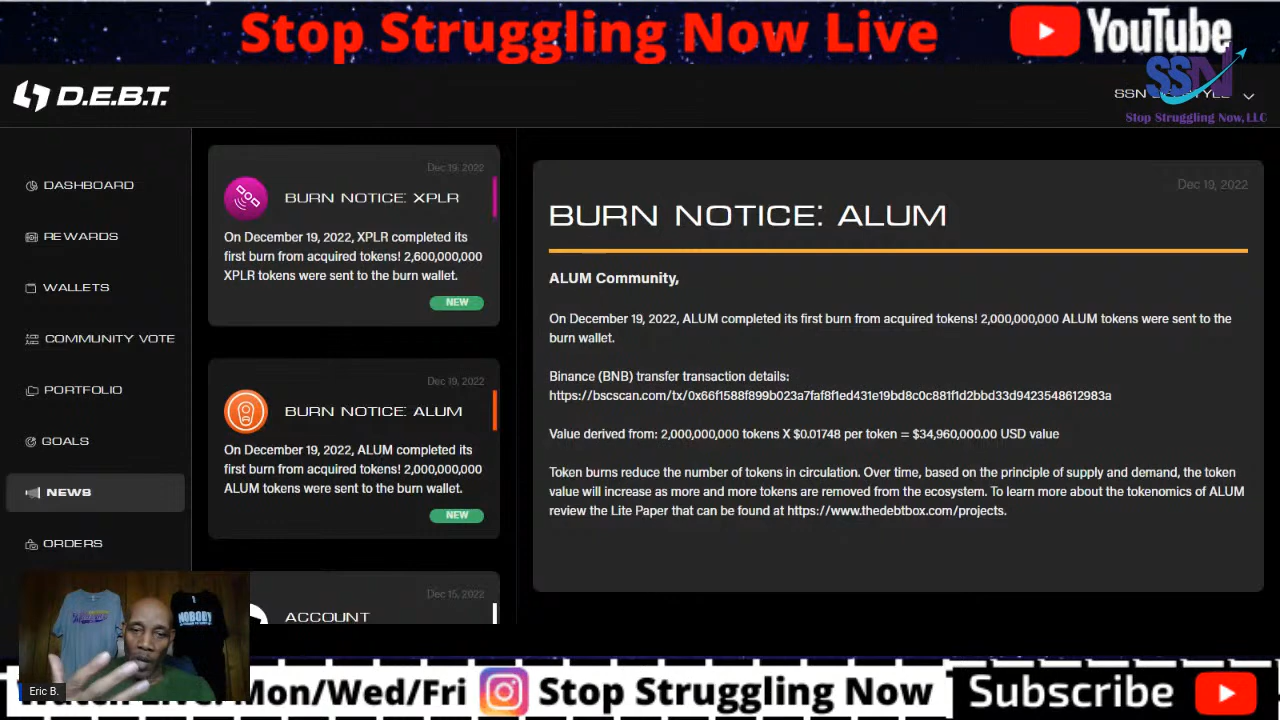 Stop Struggling Now Live
YouTube
D.E.B.T.
SSN
Stop Struggling Now, LLC
DASHBOARD
REWARDS
WALLETS
COMMUNITY VOTE
PORTFOLIO
GOALS
NEWS
ORDERS
Dec 19, 2022
BURN NOTICE: XPLR
On December 19, 2022, XPLR completed its
first burn from acquired tokens! 2,600,000,000
XPLR tokens were sent to the burn wallet.
NEW
Dec 19, 2022
BURN NOTICE: ALUM
On December 19, 2022, ALUM completed its
first burn from acquired tokens! 2,000,000,000
ALUM tokens were sent to the burn wallet.
NEW
Dec 15, 2022
ACCOUNT
Dec 19, 2022
BURN NOTICE: ALUM
ALUM Community,
On December 19, 2022, ALUM completed its first burn from acquired tokens! 2,000,000,000 ALUM tokens were sent to the
burn wallet.
Binance (BNB) transfer transaction details:
https://bscscan.com/tx/0x66f1588f899b023a7faf8f1ed431e19bd8c0c881f1d2bbd33d9423548612983a
Value derived from: 2,000,000,000 tokens X $0.01748 per token = $34,960,000.00 USD value
Token burns reduce the number of tokens in circulation. Over time, based on the principle of supply and demand, the token
value will increase as more and more tokens are removed from the ecosystem. To learn more about the tokenomics of ALUM
review the Lite Paper that can be found at https://www.thedebtbox.com/projects.
NOBODY
Eric B.
Mon/Wed/Fri
Stop Struggling Now
Subscribe